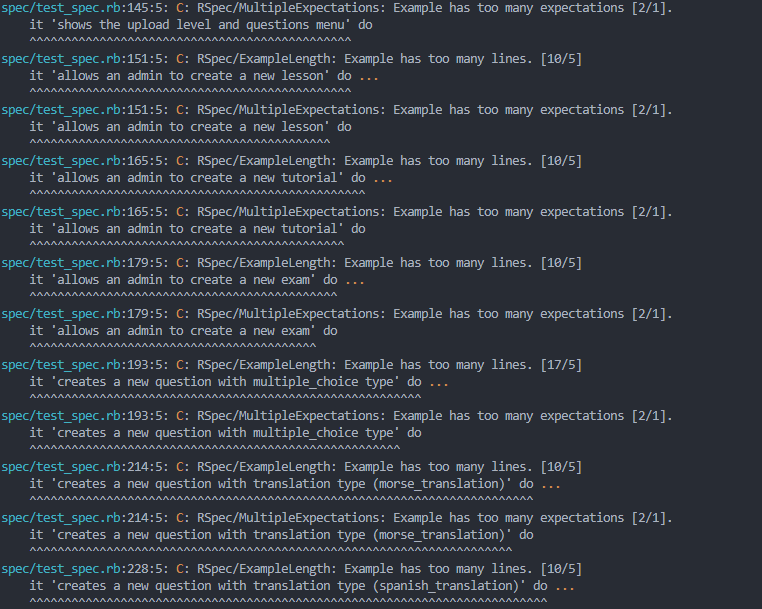 spec/test_spec.rb:145:5: C: RSpec/MultipleExpectations: Example has too many expectations [2/1].
    it 'shows the upload level and questions menu' do
    ^^^^^^^^^^^^^^^^^^^^^^^^^^^^^^^^^^^^^^^^^^^^^^
spec/test_spec.rb:151:5: C: RSpec/ExampleLength: Example has too many lines. [10/5]
    it 'allows an admin to create a new lesson' do ...
    ^^^^^^^^^^^^^^^^^^^^^^^^^^^^^^^^^^^^^^^^^^^^^^
spec/test_spec.rb:151:5: C: RSpec/MultipleExpectations: Example has too many expectations [2/1].
    it 'allows an admin to create a new lesson' do
    ^^^^^^^^^^^^^^^^^^^^^^^^^^^^^^^^^^^^^^^^^^^
spec/test_spec.rb:165:5: C: RSpec/ExampleLength: Example has too many lines. [10/5]
    it 'allows an admin to create a new tutorial' do ...
    ^^^^^^^^^^^^^^^^^^^^^^^^^^^^^^^^^^^^^^^^^^^^^^^^
spec/test_spec.rb:165:5: C: RSpec/MultipleExpectations: Example has too many expectations [2/1].
    it 'allows an admin to create a new tutorial' do
    ^^^^^^^^^^^^^^^^^^^^^^^^^^^^^^^^^^^^^^^^^^^^^
spec/test_spec.rb:179:5: C: RSpec/ExampleLength: Example has too many lines. [10/5]
    it 'allows an admin to create a new exam' do ...
    ^^^^^^^^^^^^^^^^^^^^^^^^^^^^^^^^^^^^^^^^^^^^
spec/test_spec.rb:179:5: C: RSpec/MultipleExpectations: Example has too many expectations [2/1].
    it 'allows an admin to create a new exam' do
    ^^^^^^^^^^^^^^^^^^^^^^^^^^^^^^^^^^^^^^^^^
spec/test_spec.rb:193:5: C: RSpec/ExampleLength: Example has too many lines. [17/5]
    it 'creates a new question with multiple_choice type' do ...
    ^^^^^^^^^^^^^^^^^^^^^^^^^^^^^^^^^^^^^^^^^^^^^^^^^^^^^^^^
spec/test_spec.rb:193:5: C: RSpec/MultipleExpectations: Example has too many expectations [2/1].
    it 'creates a new question with multiple_choice type' do
    ^^^^^^^^^^^^^^^^^^^^^^^^^^^^^^^^^^^^^^^^^^^^^^^^^^^^^
spec/test_spec.rb:214:5: C: RSpec/ExampleLength: Example has too many lines. [10/5]
    it 'creates a new question with translation type (morse_translation)' do ...
    ^^^^^^^^^^^^^^^^^^^^^^^^^^^^^^^^^^^^^^^^^^^^^^^^^^^^^^^^^^^^^^^^^^^^^^^^
spec/test_spec.rb:214:5: C: RSpec/MultipleExpectations: Example has too many expectations [2/1].
    it 'creates a new question with translation type (morse_translation)' do
    ^^^^^^^^^^^^^^^^^^^^^^^^^^^^^^^^^^^^^^^^^^^^^^^^^^^^^^^^^^^^^^^^^^^^^
spec/test_spec.rb:228:5: C: RSpec/ExampleLength: Example has too many lines. [10/5]
    it 'creates a new question with translation type (spanish_translation)' do ...
    ^^^^^^^^^^^^^^^^^^^^^^^^^^^^^^^^^^^^^^^^^^^^^^^^^^^^^^^^^^^^^^^^^^^^^^^^^^